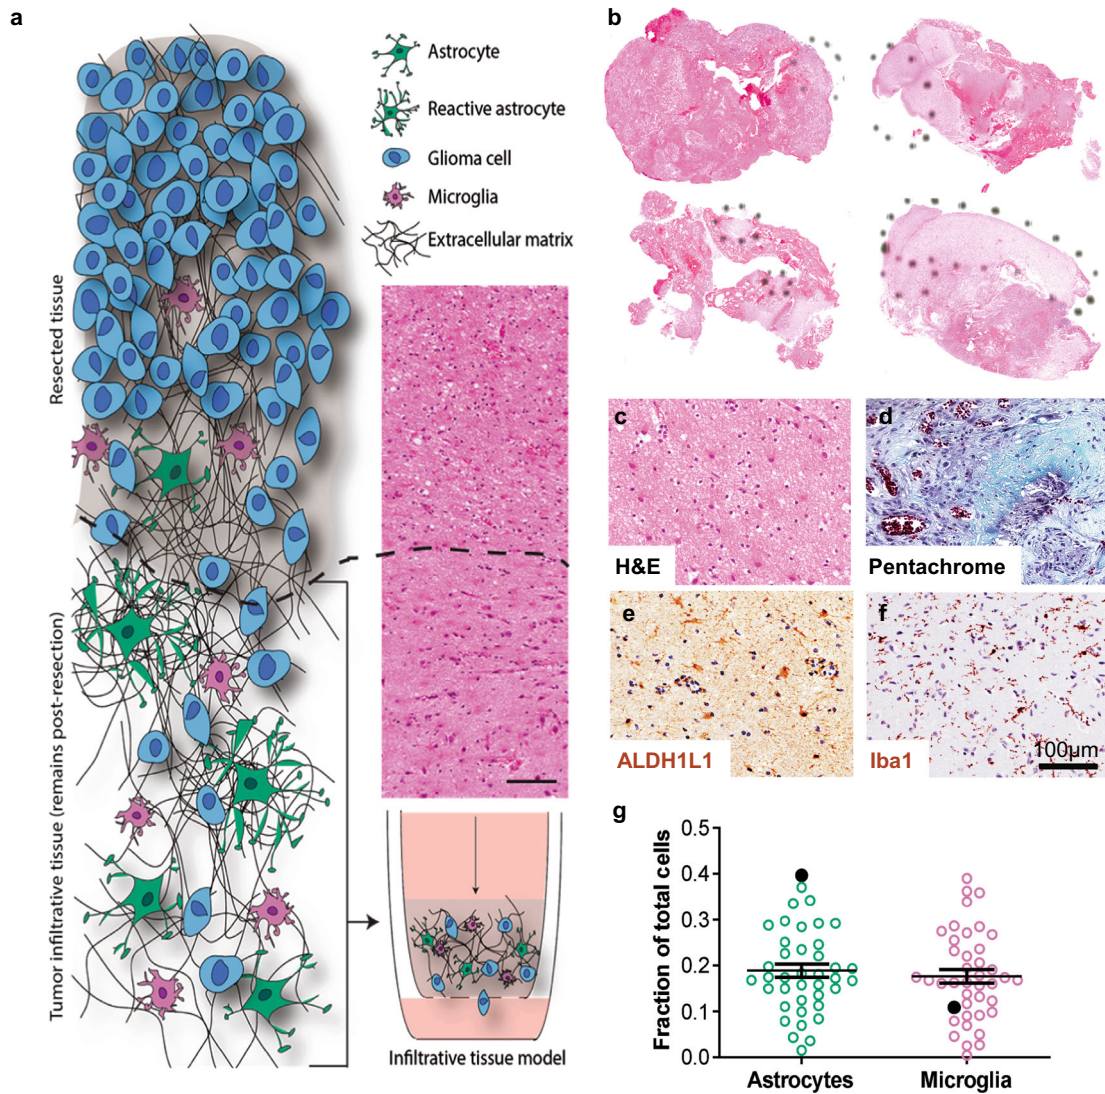 a
Astrocyte
Reactive astrocyte
Glioma cell
Microglia
Extracellular matrix
Resected tissue
Tumor infiltrative tissue (remains post-resection)
Infiltrative tissue model
b
c
H&E
d
Pentachrome
e
ALDH1L1
f
Iba1
100μm
g
Fraction of total cells
0.5
0.4
0.3
0.2
0.1
0.0
Astrocytes
Microglia